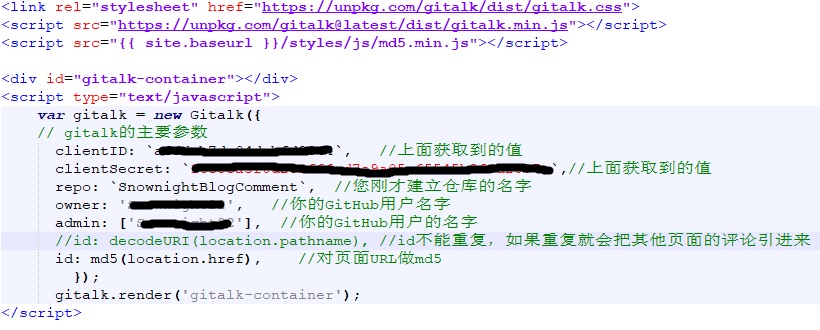 <link rel="stylesheet" href="https://unpkg.com/gitalk/dist/gitalk.css">
<script src="https://unpkg.com/gitalk@latest/dist/gitalk.min.js"></script>
<script src="{{ site.baseurl }}/styles/js/md5.min.js"></script>
<div id="gitalk-container"></div>
<script type="text/javascript">
var gitalk = new Gitalk({
// gitalk的主要参数
clientID: ` `, //上面获取到的值
clientSecret: ` `,//上面获取到的值
repo: `SnownightBlogComment`, //您刚才建立仓库的名字
owner: ' ', //你的GitHub用户名字
admin: [' '], //你的GitHub用户的名字
//id: decodeURI(location.pathname), //id不能重复，如果重复就会把其他页面的评论引进来
id: md5(location.href), //对页面URL做md5
});
gitalk.render('gitalk-container');
</script>